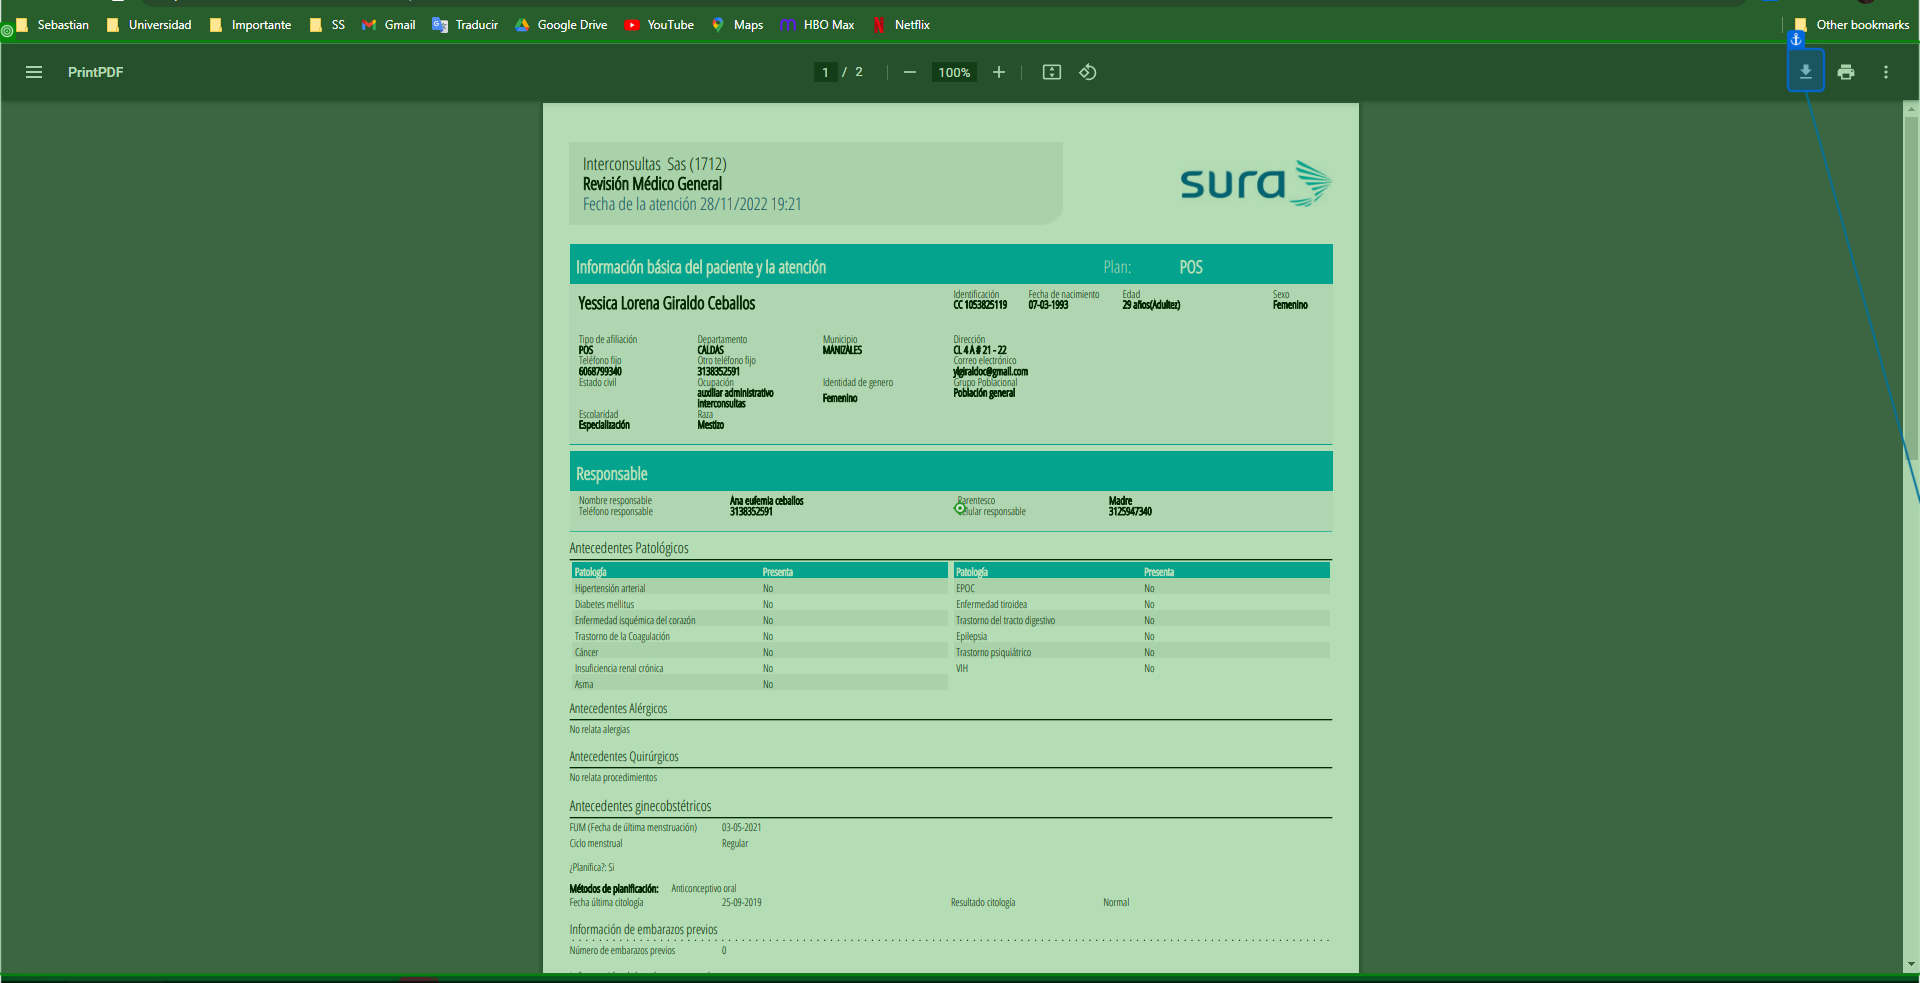 Sebastian Universidad Importante SS Gmail Traducir Google Drive YouTube Maps HBO Max Netflix Other bookmarks
PrintPDF 1 / 2 100%
Interconsultas Sas (1712)
Revisión Médico General
Fecha de la atención 28/11/2022 19:21
sura
Información básica del paciente y la atención Plan: POS
Yessica Lorena Giraldo Ceballos
Identificación Fecha de nacimiento Edad Sexo
CC 1053825119 07-03-1993 29 años(Adultez) Femenino
Tipo de afiliación Departamento Municipio Dirección
POS CALDAS MANIZALES CL 4 A # 21 - 22
Teléfono fijo Otro teléfono fijo Correo electrónico
6068799340 3138352591 ylgiraldoc@gmail.com
Estado civil Ocupación Identidad de genero Grupo Poblacional
auxiliar administrativo Población general
interconsultas Femenino
Escolaridad Raza
Especialización Mestizo
Responsable
Nombre responsable Ana eufemia ceballos Parentesco Madre
Teléfono responsable 3138352591 Celular responsable 3125947340
Antecedentes Patológicos
Patología Presenta Patología Presenta
Hipertensión arterial No EPOC No
Diabetes mellitus No Enfermedad tiroidea No
Enfermedad isquémica del corazón No Trastorno del tracto digestivo No
Trastorno de la Coagulación No Epilepsia No
Cáncer No Trastorno psiquiátrico No
Insuficiencia renal crónica No VIH No
Asma No
Antecedentes Alérgicos
No relata alergias
Antecedentes Quirúrgicos
No relata procedimientos
Antecedentes ginecobstétricos
FUM (Fecha de última menstruación) 03-05-2021
Ciclo menstrual Regular
¿Planifica?: Si
Métodos de planificación: Anticonceptivo oral
Fecha última citología 25-09-2019 Resultado citología Normal
Información de embarazos previos
Número de embarazos previos 0